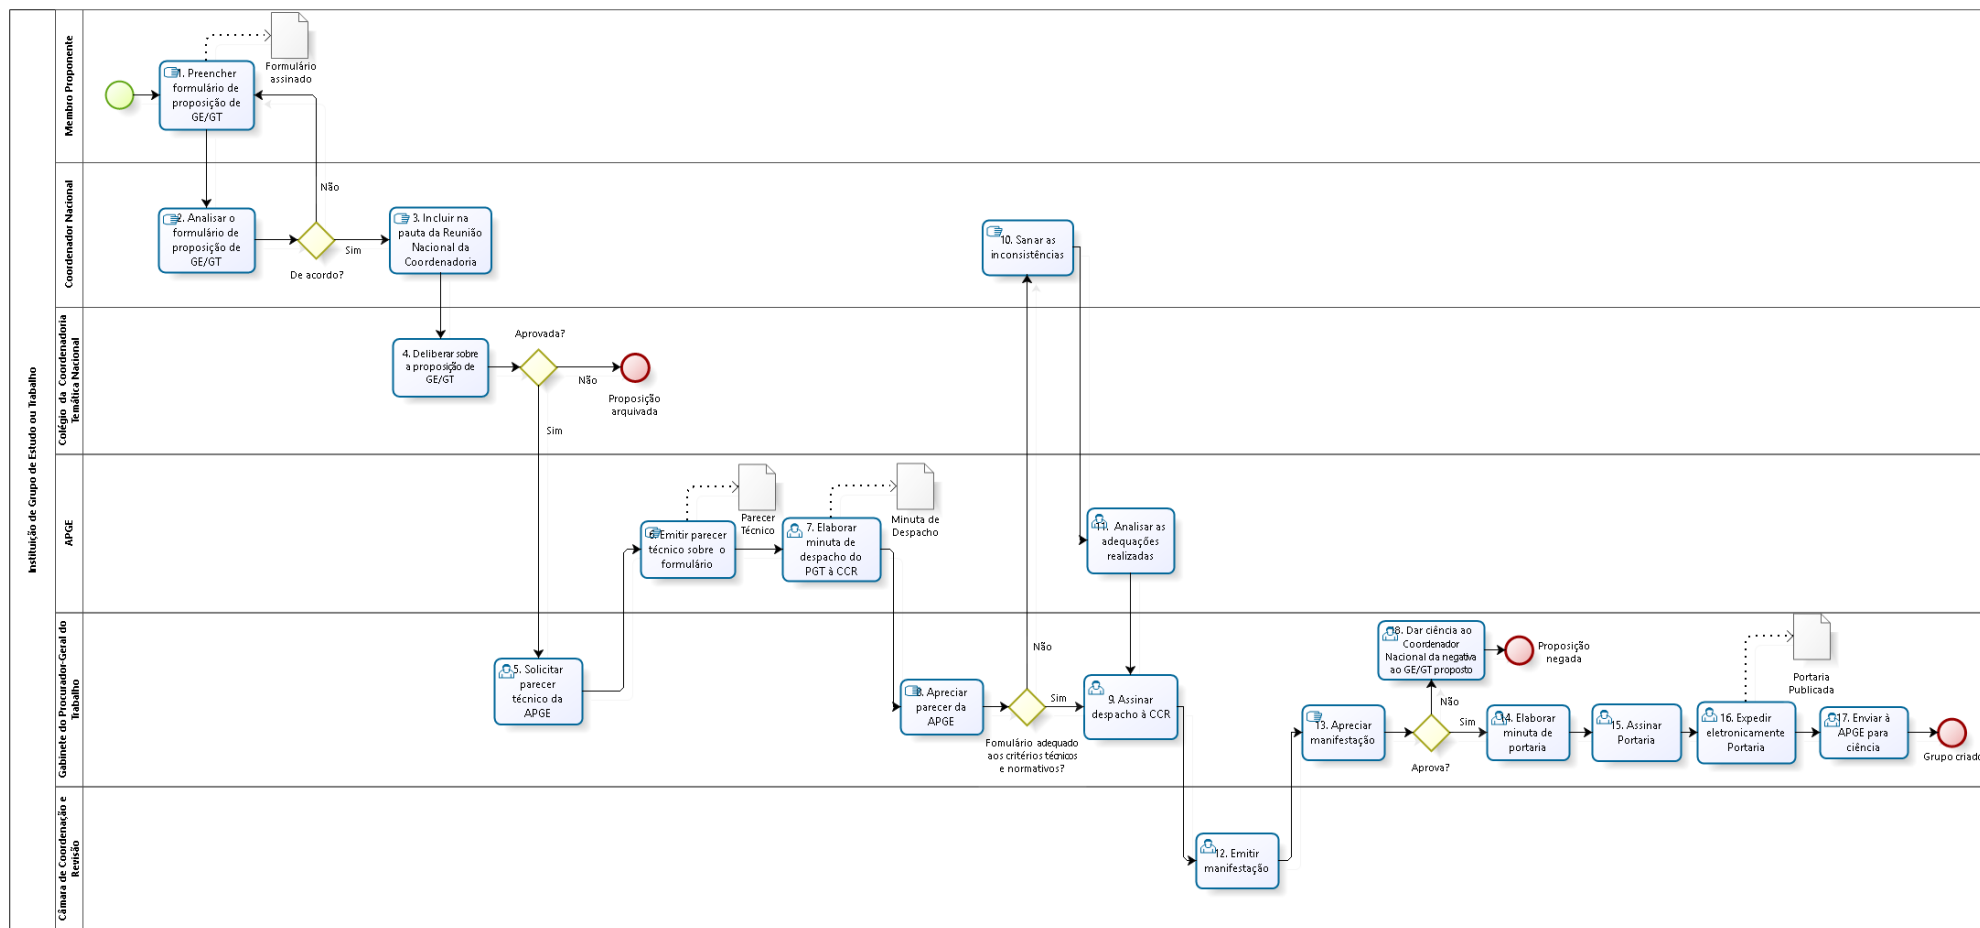 Instituição de Grupo de Estudo ou Trabalho
Membro Proponente
1. Preencher
formulário de
proposição de
GE/GT
Formulário
assinado
Não
Coordenador Nacional
2. Analisar o
formulário de
proposição de
GE/GT
De acordo?
Sim
3. Incluir na
pauta da Reunião
Nacional da
Coordenadoria
10. Sanar as
inconsistências
Colégio da Coordenadoria
Temática Nacional
4. Deliberar sobre
a proposição de
GE/GT
Aprovada?
Não
Proposição
arquivada
Sim
APGE
6. Emitir parecer
técnico sobre o
formulário
Parecer
Técnico
7. Elaborar
minuta de
despacho do
PGT à CCR
Minuta de
Despacho
11. Analisar as
adequações
realizadas
Gabinete do Procurador-Geral do
Trabalho
5. Solicitar
parecer
técnico da
APGE
8. Apreciar
parecer da
APGE
Não
Sim
Fomulário adequado
aos critérios técnicos
e normativos?
9. Assinar
despacho à CCR
13. Apreciar
manifestação
18. Dar ciência ao
Coordenador
Nacional da negativa
ao GE/GT proposto
Proposição
negada
Não
Sim
Aprova?
14. Elaborar
minuta de
portaria
15. Assinar
Portaria
16. Expedir
eletronicamente
Portaria
Portaria
Publicada
17. Enviar à
APGE para
ciência
Grupo criado
Câmara de Coordenação e
Revisão
12. Emitir
manifestação